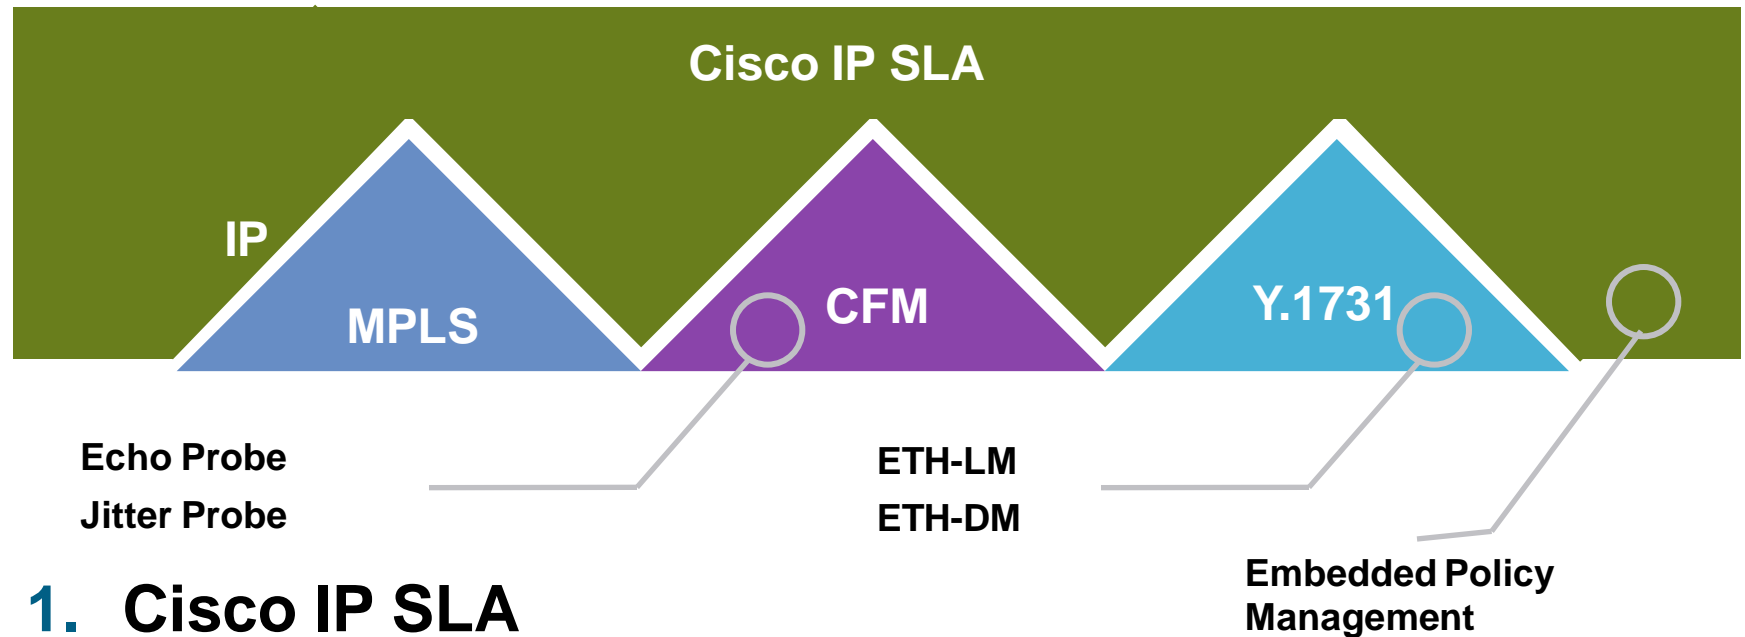 Cisco IP SLA
IP
MPLS
CFM
Y.1731
Echo Probe
Jitter Probe
ETH-LM
ETH-DM
Embedded Policy
Management
1. Cisco IP SLA